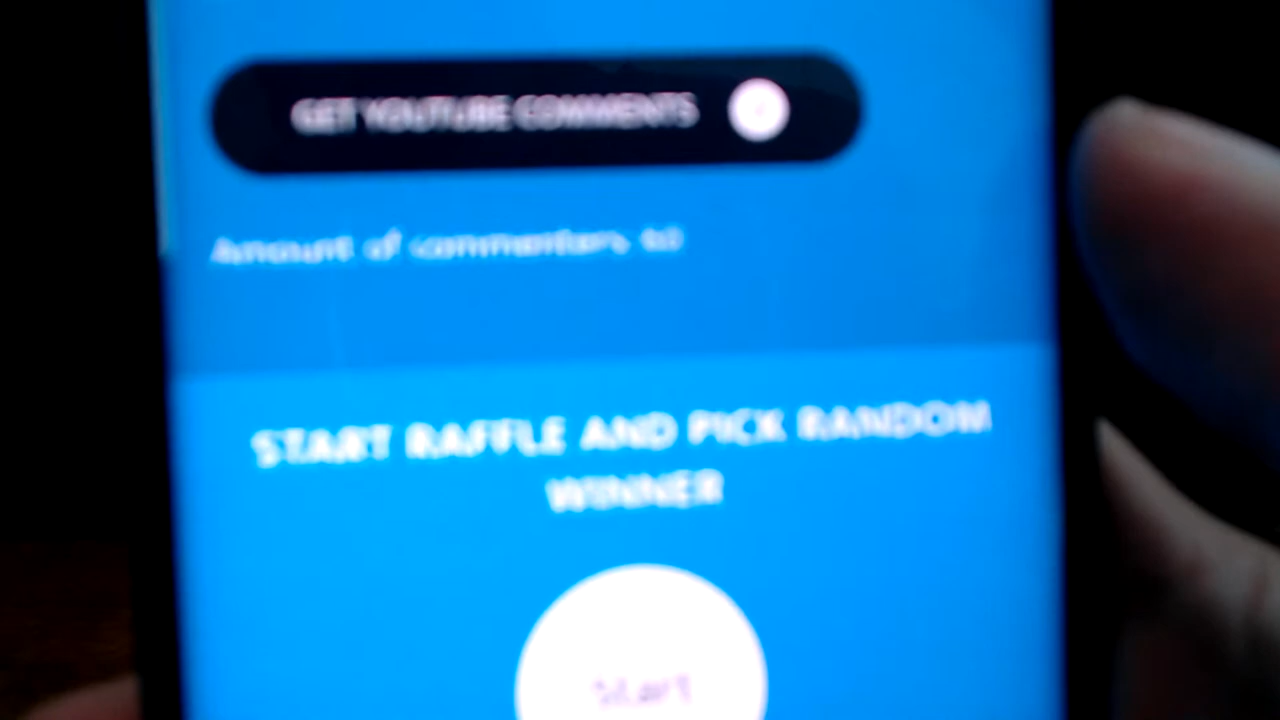 GET YOUTUBE COMMENTS
Amount of commenters
START RAFFLE AND PICK RANDOM
WINNER
Start